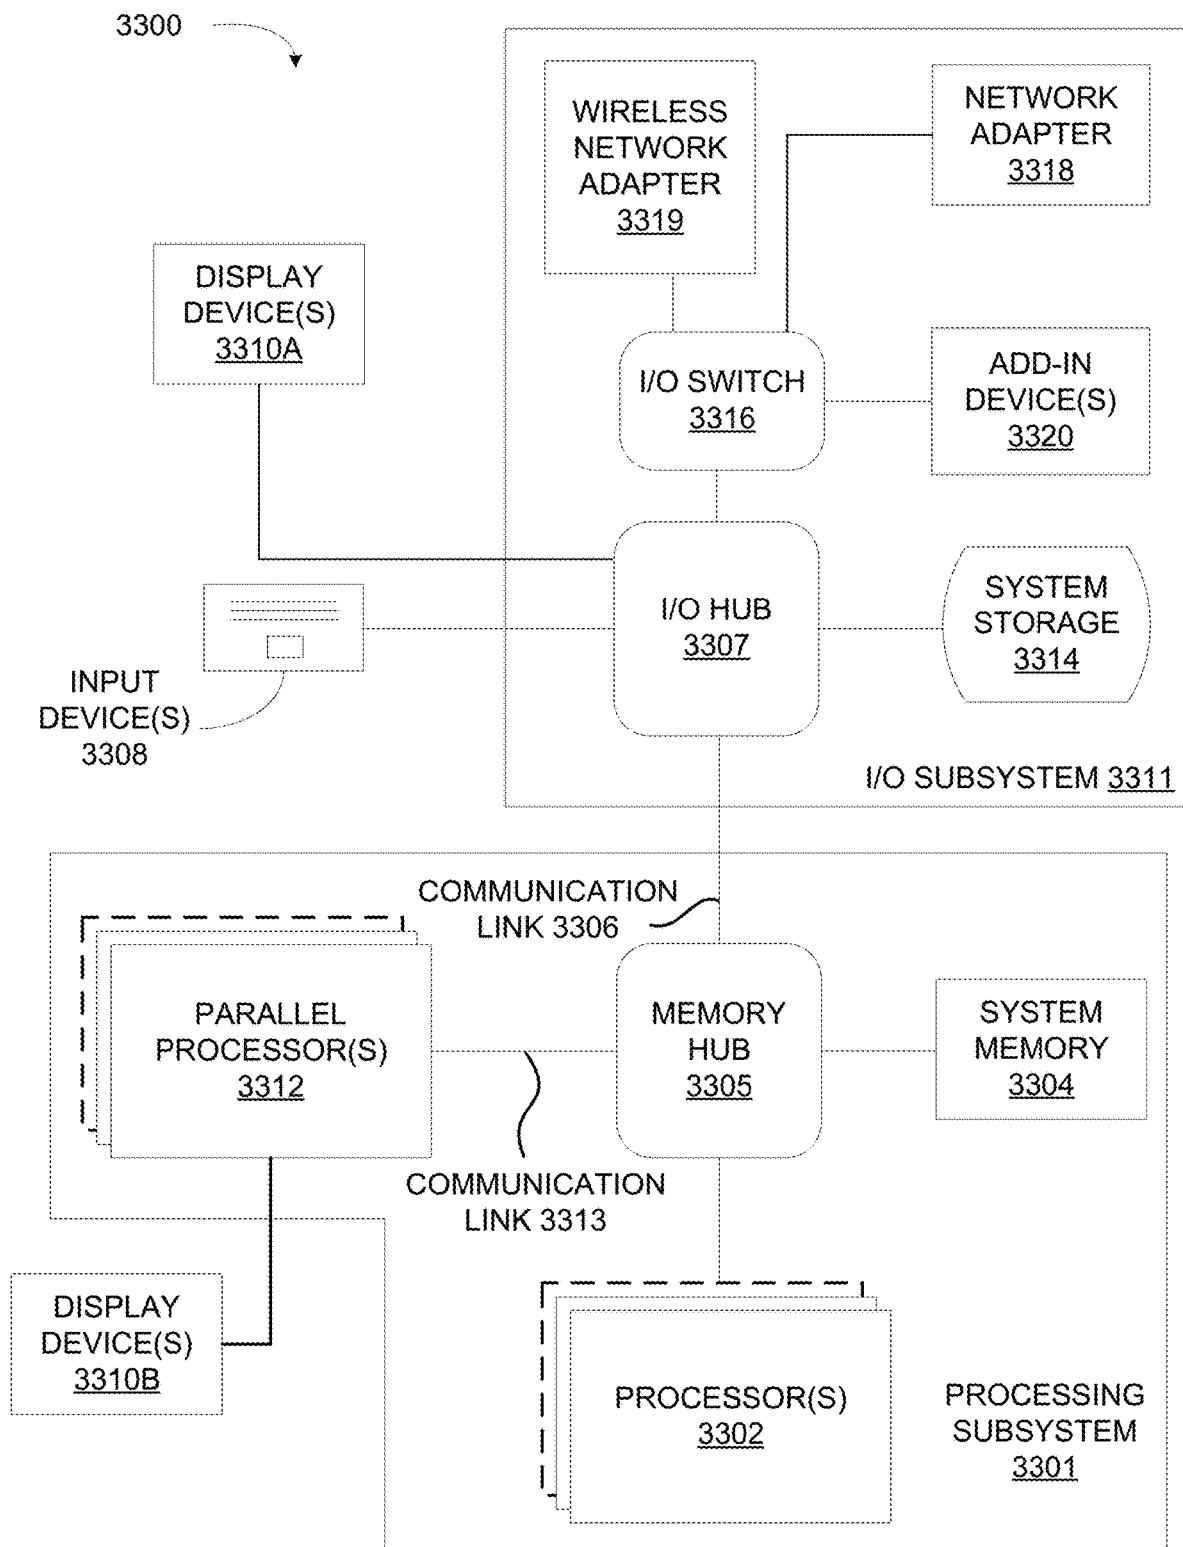 3300
WIRELESS
NETWORK
ADAPTER
3319
NETWORK
ADAPTER
3318
DISPLAY
DEVICE(S)
3310A
I/O SWITCH
3316
ADD-IN
DEVICE(S)
3320
I/O HUB
3307
SYSTEM
STORAGE
3314
INPUT
DEVICE(S)
3308
I/O SUBSYSTEM 3311
COMMUNICATION
LINK 3306
PARALLEL
PROCESSOR(S)
3312
MEMORY
HUB
3305
SYSTEM
MEMORY
3304
COMMUNICATION
LINK 3313
DISPLAY
DEVICE(S)
3310B
PROCESSOR(S)
3302
PROCESSING
SUBSYSTEM
3301